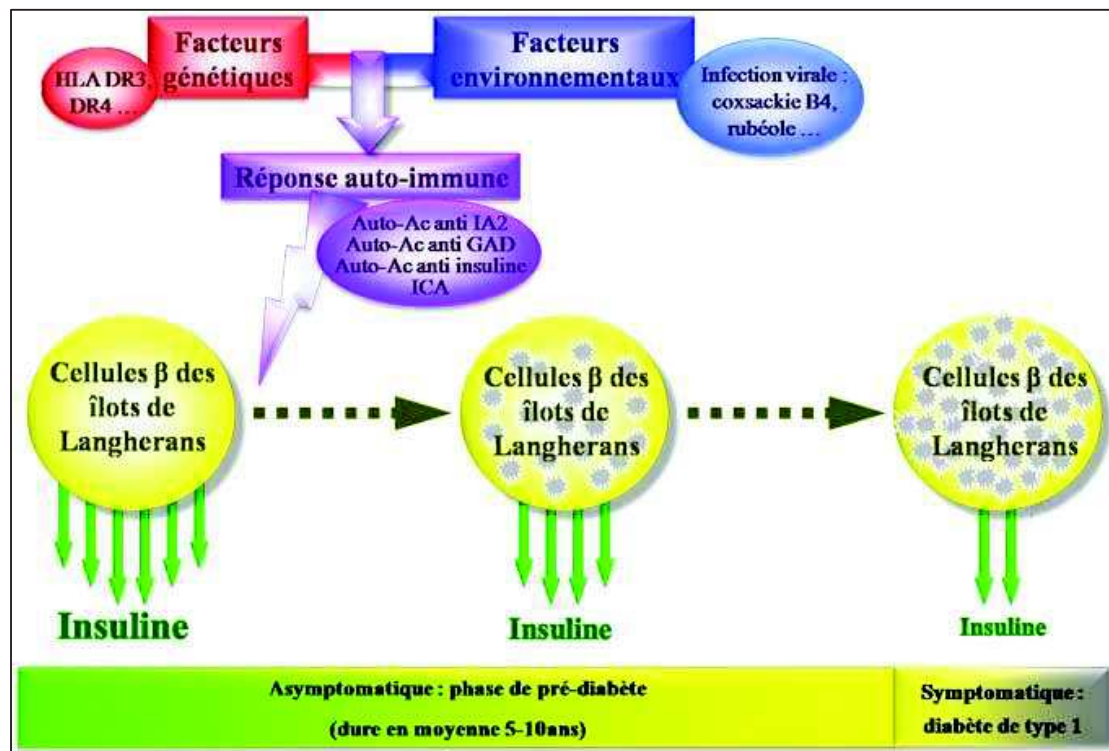 Facteurs
génétiques
HLA DR3,
DR4 ...
Facteurs
environnementaux
Infection virale :
coxsackie B4,
rubéole ...
Réponse auto-immune
Auto-Ac anti IA2
Auto-Ac anti GAD
Auto-Ac anti insuline
ICA
Cellules β des
îlots de
Langherans
Cellules β des
îlots de
Langherans
Cellules β des
îlots de
Langherans
Insuline
Insuline
Insuline
Asymptomatique : phase de pré-diabète
(dure en moyenne 5-10ans)
Symptomatique :
diabète de type 1